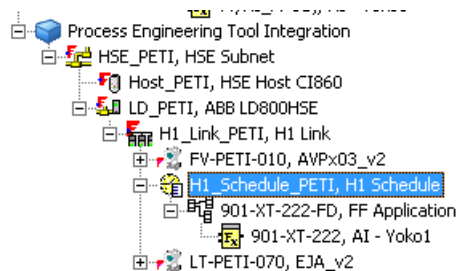 Process Engineering Tool Integration
HSE_PETI, HSE Subnet
Host_PETI, HSE Host CI860
LD_PETI, ABB LD800HSE
H1_Link_PETI, H1 Link
FV-PETI-010, AVPx03_v2
H1_Schedule_PETI, H1 Schedule
901-XT-222-FD, FF Application
901-XT-222, AI - Yoko1
LT-PETI-070, EJA_v2